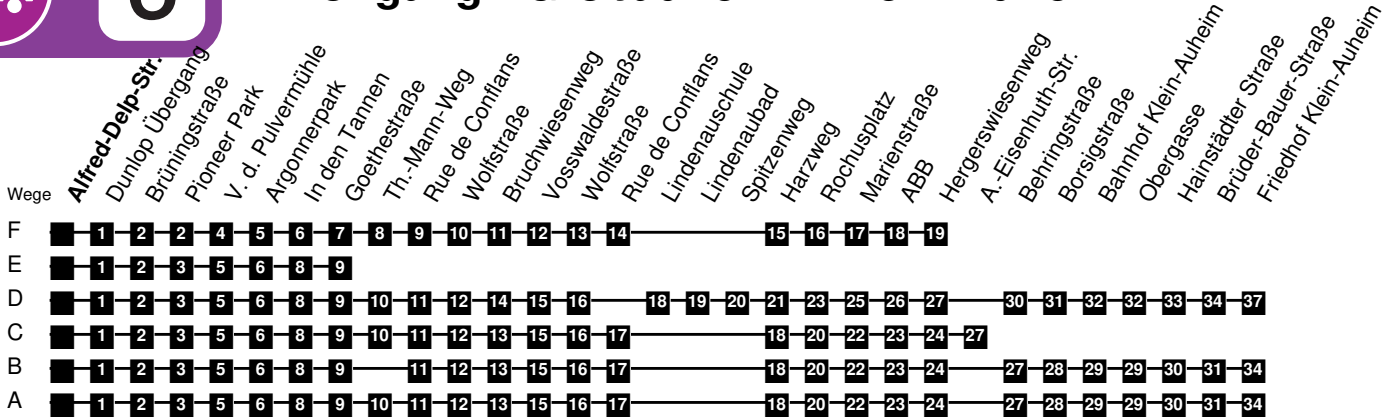 Alfred-Delp-Str.
Dunlop Übergang
Brüningstraße
Pioneer Park
V. d. Pulvermühle
Argonnerpark
In den Tannen
Goethestraße
Th.-Mann-Weg
Rue de Conflans
Wolfstraße
Bruchwiesenweg
Vosswaldestraße
Wolfstraße
Rue de Conflans
Lindenauschule
Lindenaubad
Spitzenweg
Harzweg
Rochusplatz
Marienstraße
ABB
Hergerswiesenweg
A.-Eisenhuth-Str.
Behringstraße
Borsigstraße
Bahnhof Klein-Auheim
Obergasse
Hainstädter Straße
Brüder-Bauer-Straße
Friedhof Klein-Auheim
Wege
F 1 2 2 4 5 6 7 8 9 10 11 12 13 14 15 16 17 18 19
E 1 2 3 5 6 8 9
D 1 2 3 5 6 8 9 10 11 12 14 15 16 18 19 20 21 23 25 26 27 30 31 32 32 33 34 37
C 1 2 3 5 6 8 9 10 11 12 13 15 16 17 18 20 22 23 24 27
B 1 2 3 5 6 8 9 11 12 13 15 16 17 18 20 22 23 24 27 28 29 29 30 31 34
A 1 2 3 5 6 8 9 10 11 12 13 15 16 17 18 20 22 23 24 27 28 29 29 30 31 34